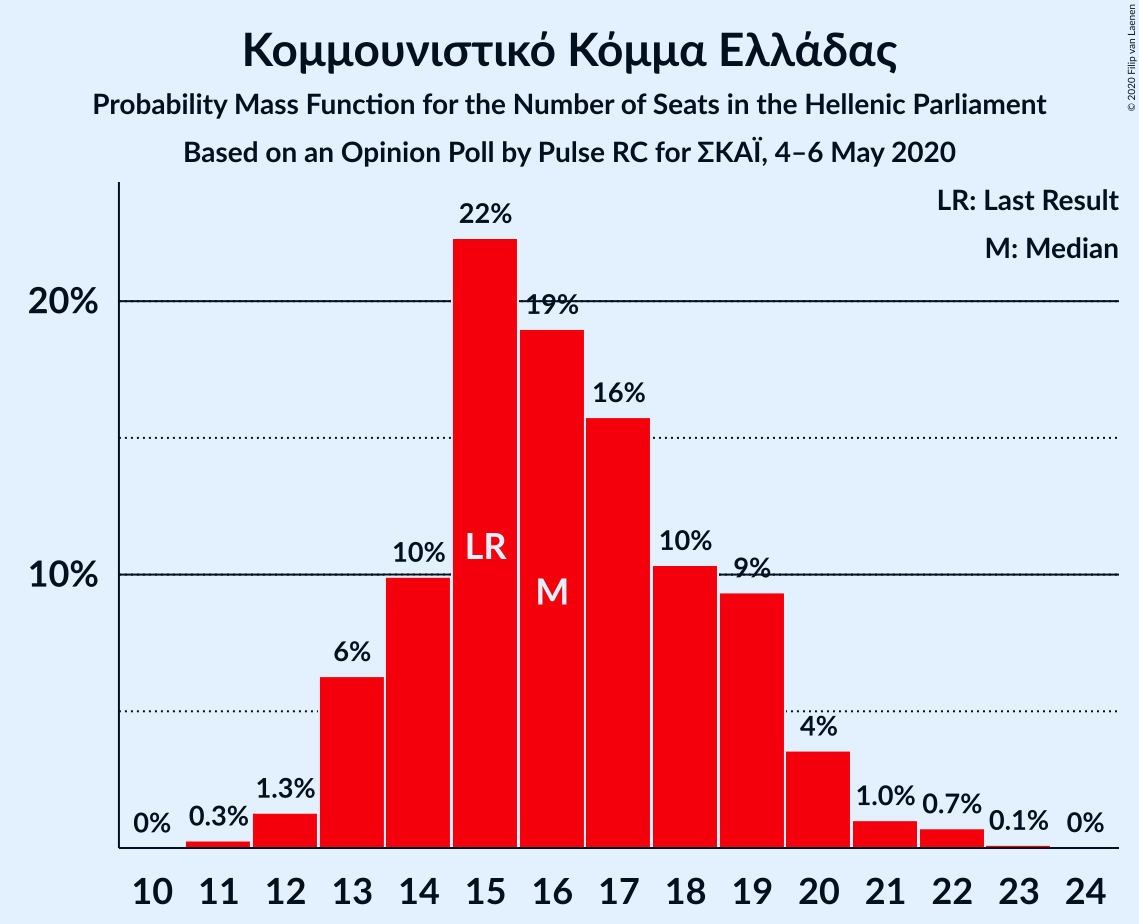 Κομμουνιστικό Κόμμα Ελλάδας
Probability Mass Function for the Number of Seats in the Hellenic Parliament
Based on an Opinion Poll by Pulse RC for ΣΚΑΪ, 4–6 May 2020
© 2020 Filip van Laenen
LR: Last Result
M: Median
20%
10%
0%
0.3%
1.3%
6%
10%
22%
19%
16%
10%
9%
4%
1.0%
0.7%
0.1%
0%
LR
M
10 11 12 13 14 15 16 17 18 19 20 21 22 23 24